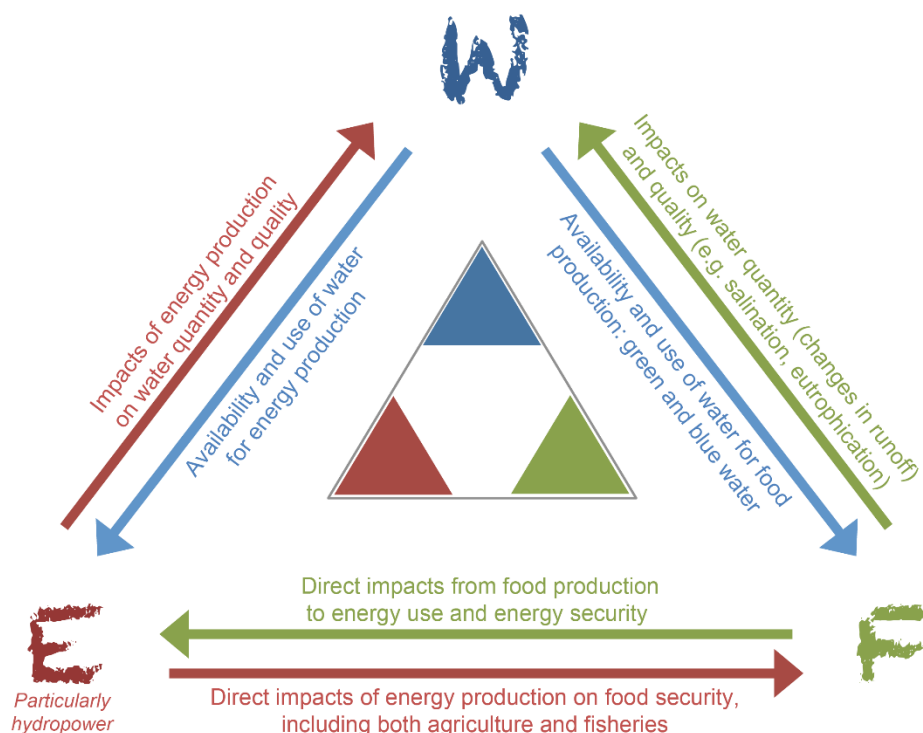 W
Impacts of energy production
on water quantity and quality
Availability and use of water
for energy production
Availability and use of water for food
production: green and blue water
Impacts on water quantity (changes in runoff)
and quality (e.g. salination, eutrophication)
Direct impacts from food production
to energy use and energy security
E
Particularly
hydropower
F
Direct impacts of energy production on food security,
including both agriculture and fisheries